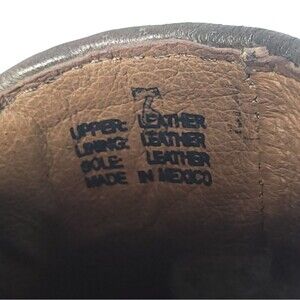 7
UPPER: LEATHER
LINING: LEATHER
SOLE: LEATHER
MADE IN MEXICO